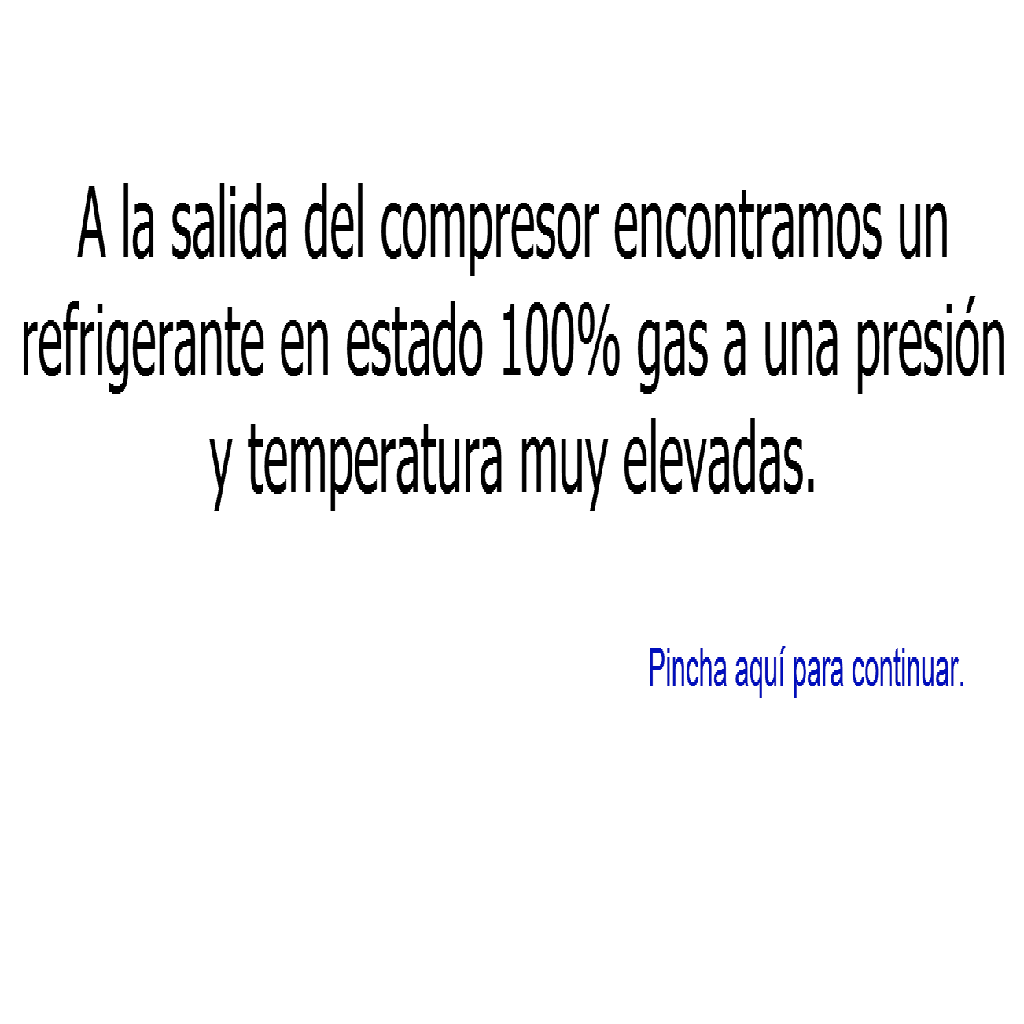 A la salida del compresor encontramos un
refrigerante en estado 100% gas a una presión
y temperatura muy elevadas.
Pincha aquí para continuar.